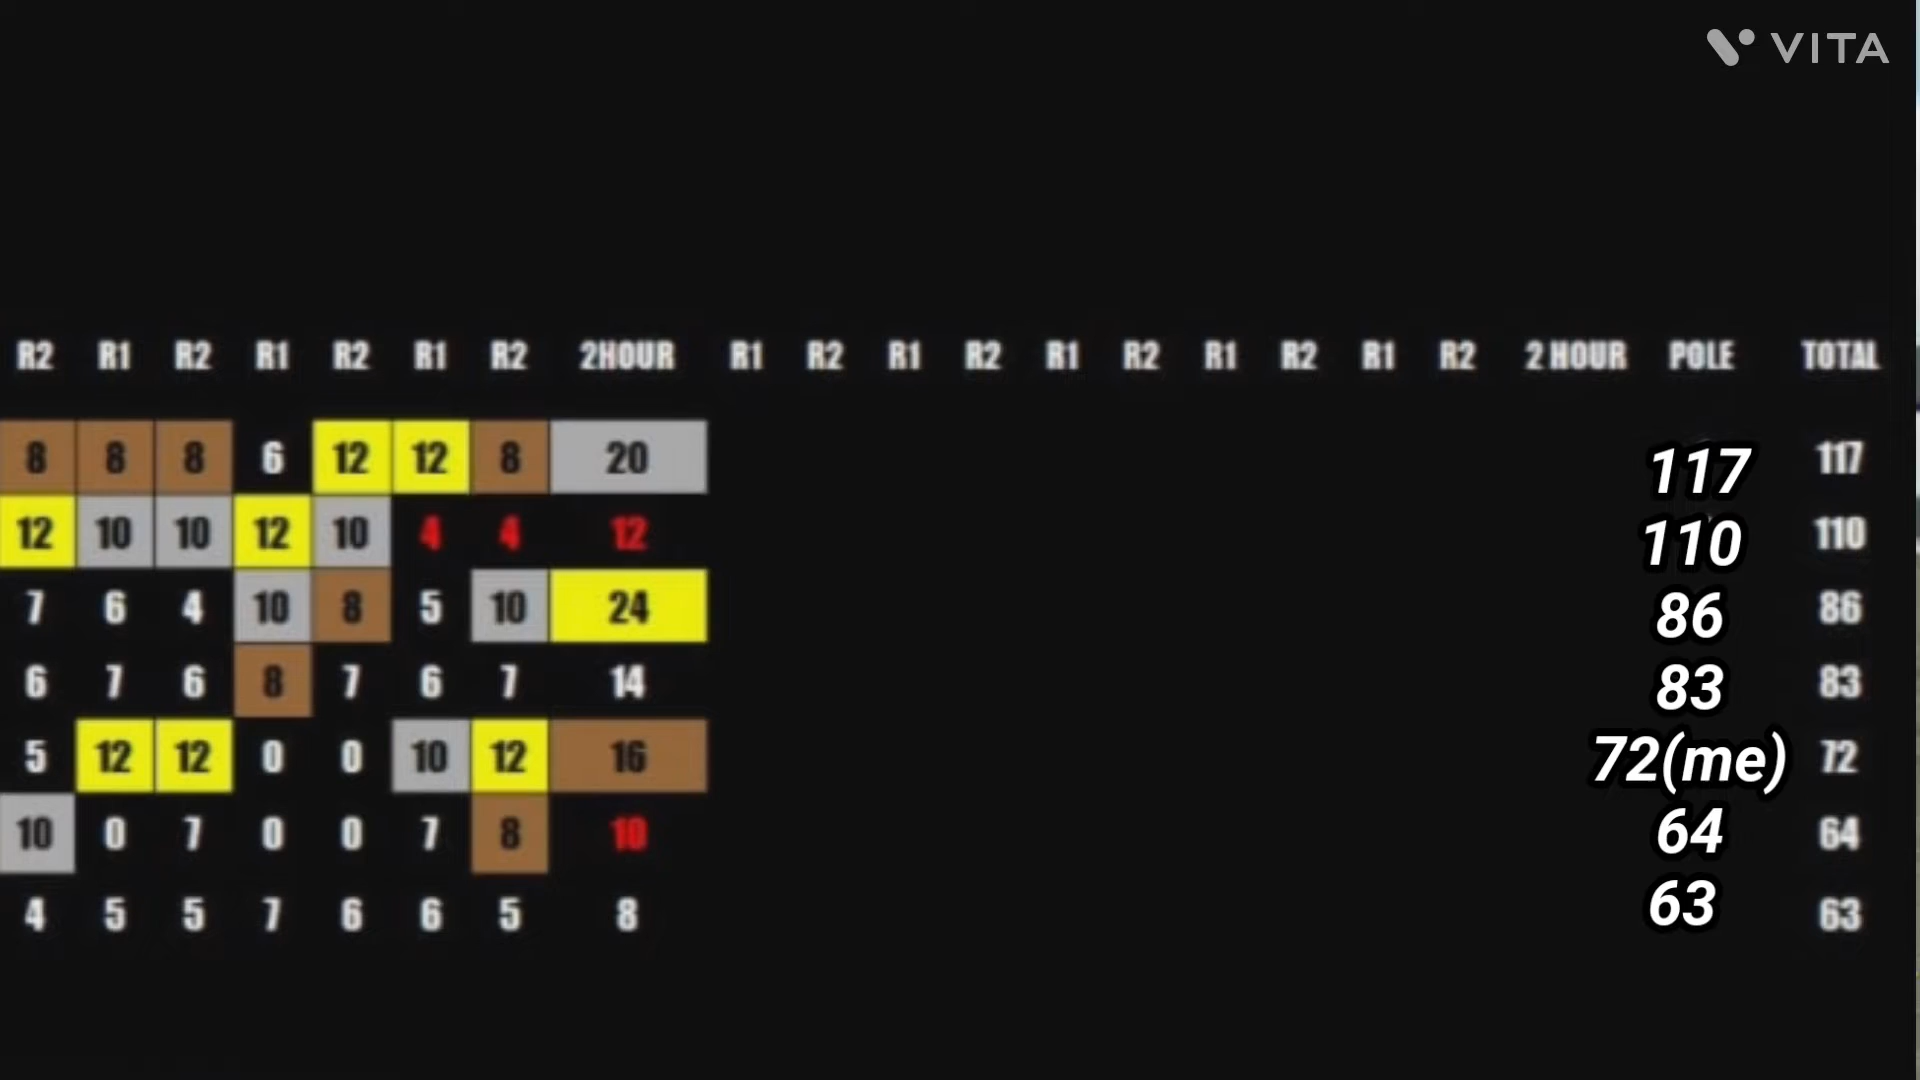 VITA
R2 R1 R2 R1 R2 R1 R2 2HOUR R1 R2 R1 R2 R1 R2 R1 R2 R1 R2 2 HOUR POLE TOTAL
8 8 8 6 12 12 8 20 117 117
12 10 10 12 10 4 4 12 110 110
7 6 4 10 8 5 10 24 86 86
6 7 6 8 7 6 7 14 83 83
5 12 12 0 0 10 12 16 72(me) 72
10 0 7 0 0 7 8 10 64 64
4 5 5 7 6 6 5 8 63 63